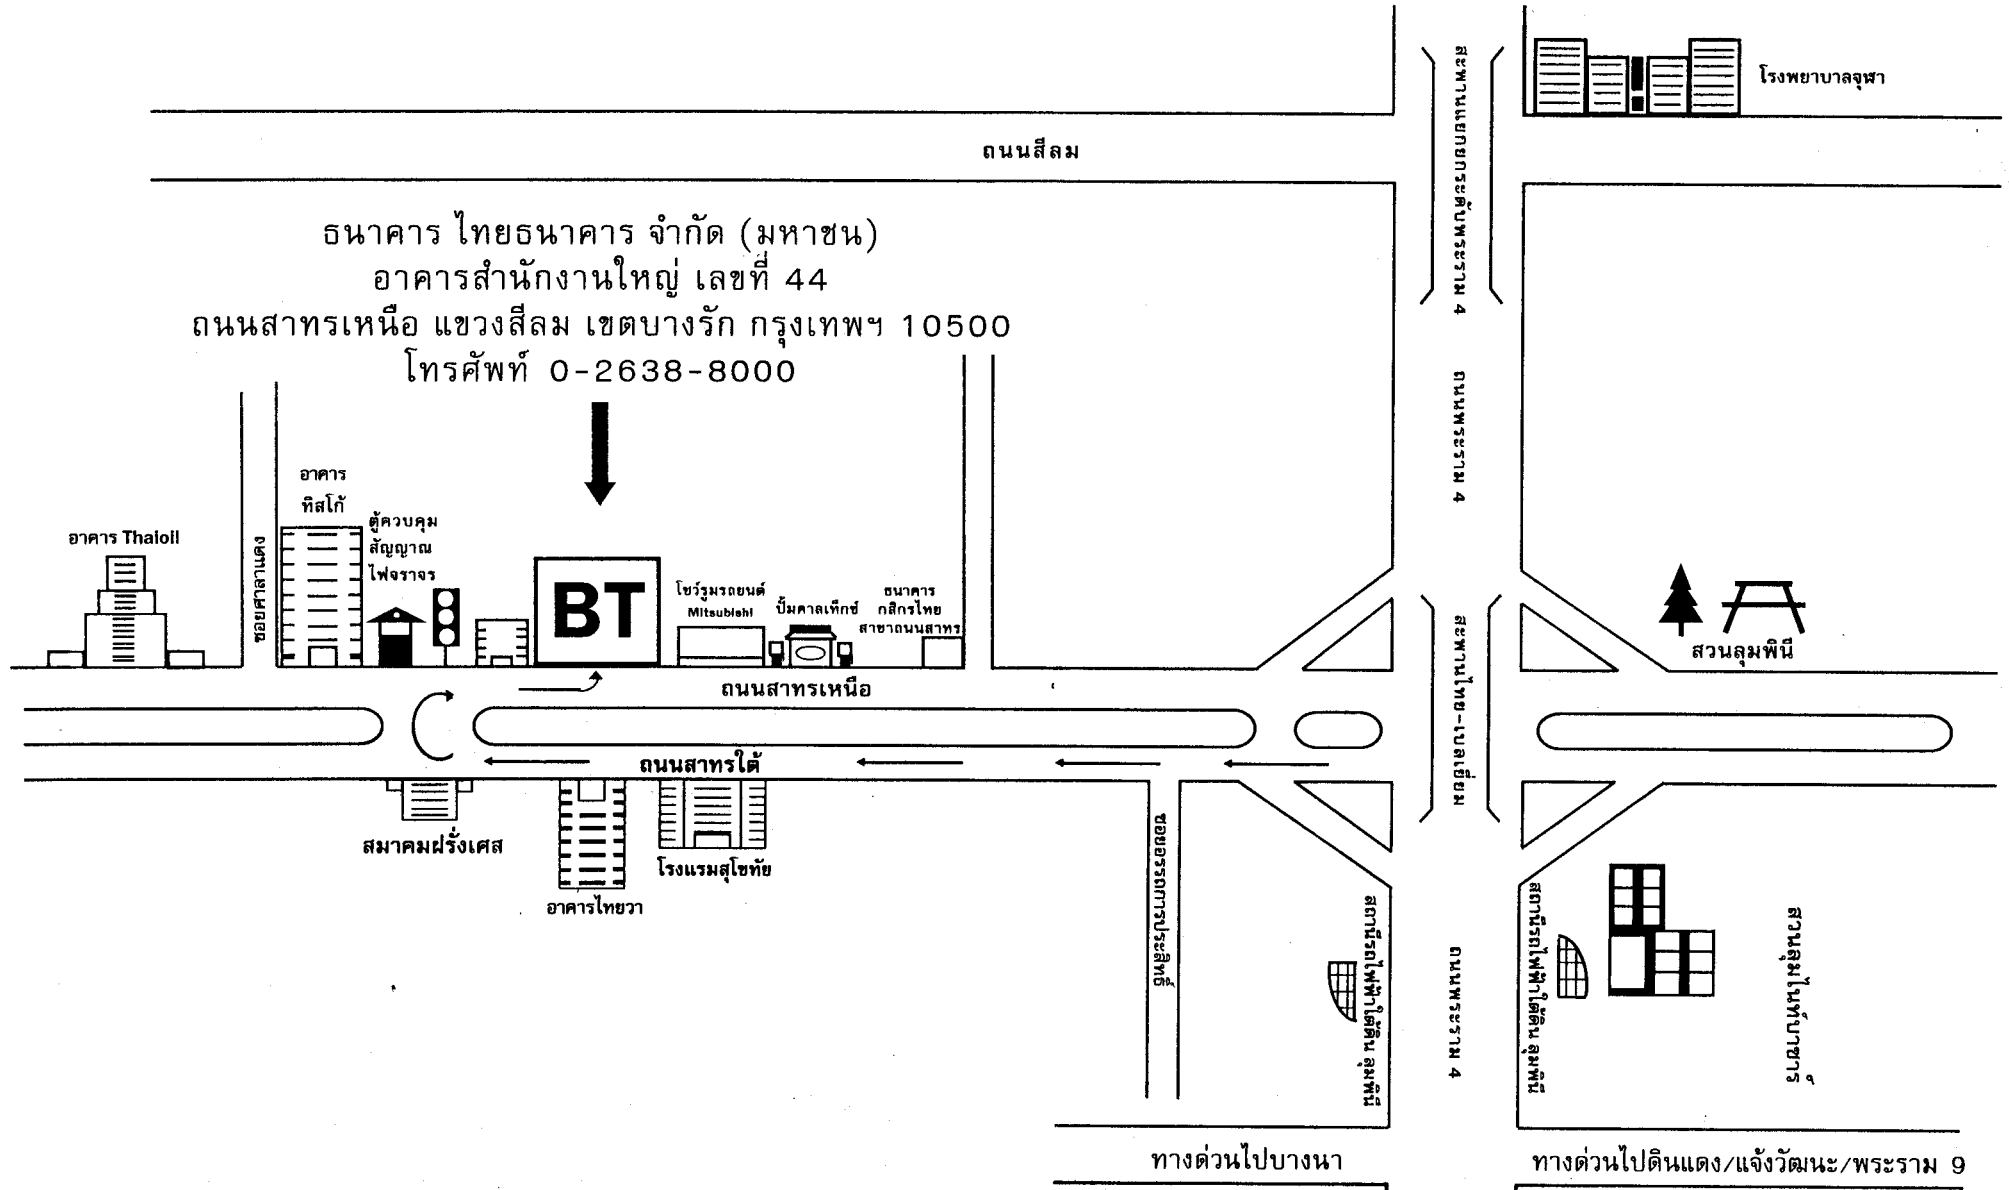 โรงพยาบาลจุฬา
สะพานแยกยกระดับพระราม 4
ถนนสีลม
ธนาคาร ไทยธนาคาร จำกัด (มหาชน)
อาคารสำนักงานใหญ่ เลขที่ 44
ถนนสาทรเหนือ แขวงสีลม เขตบางรัก กรุงเทพฯ 10500
โทรศัพท์ 0-2638-8000
ถนนพระราม 4
อาคาร
ทิสโก้
ตู้ควบคุม
สัญญาณ
ไฟจราจร
อาคาร Thaioil
ซอยศาลาแดง
BT
โชว์รูมรถยนต์
Mitsubishi
ปั๊มคาลเท็กซ์
ธนาคาร
กสิกรไทย
สาขาถนนสาทร
สวนลุมพินี
สะพานไทย-เบลเยี่ยม
ถนนสาทรเหนือ
ถนนสาทรใต้
สมาคมฝรั่งเศส
อาคารไทยวา
โรงแรมสุโขทัย
ซอยอรรถการประสิทธิ์
สถานีรถไฟฟ้าใต้ดิน ลุมพินี
ถนนพระราม 4
สถานีรถไฟฟ้าใต้ดิน ลุมพินี
สวนลุมไนท์บาซาร์
ทางด่วนไปบางนา
ทางด่วนไปดินแดง/แจ้งวัฒนะ/พระราม 9